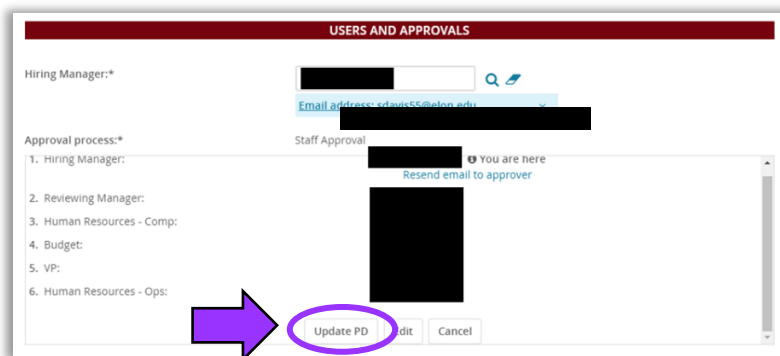 USERS AND APPROVALS
Hiring Manager:*
Email address: sdavis55@elon.edu
Approval process:* Staff Approval
1. Hiring Manager: You are here
Resend email to approver
2. Reviewing Manager:
3. Human Resources - Comp:
4. Budget:
5. VP:
6. Human Resources - Ops:
Update PD Edit Cancel